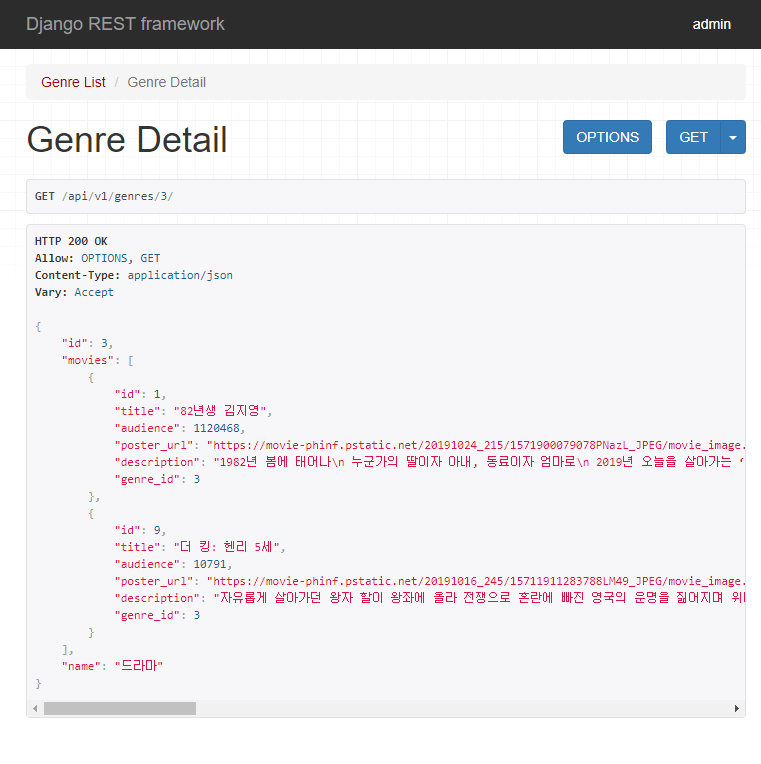 Django REST framework
admin
Genre List / Genre Detail
Genre Detail
OPTIONS
GET
GET /api/v1/genres/3/
HTTP 200 OK
Allow: OPTIONS, GET
Content-Type: application/json
Vary: Accept
{
"id": 3,
"movies": [
{
"id": 1,
"title": "82년생 김지영",
"audience": 1120468,
"poster_url": "https://movie-phinf.pstatic.net/20191024_215/1571900079078PNazL_JPEG/movie_image.
"description": "1982년 봄에 태어나\n 누군가의 딸이자 아내, 동료이자 엄마로\n 2019년 오늘을 살아가는 ‘
"genre_id": 3
},
{
"id": 9,
"title": "더 킹: 헨리 5세",
"audience": 10791,
"poster_url": "https://movie-phinf.pstatic.net/20191016_245/15711911283788LM49_JPEG/movie_image.
"description": "자유롭게 살아가던 왕자 할이 왕좌에 올라 전쟁으로 혼란에 빠진 영국의 운명을 짊어지며 위
"genre_id": 3
}
],
"name": "드라마"
}